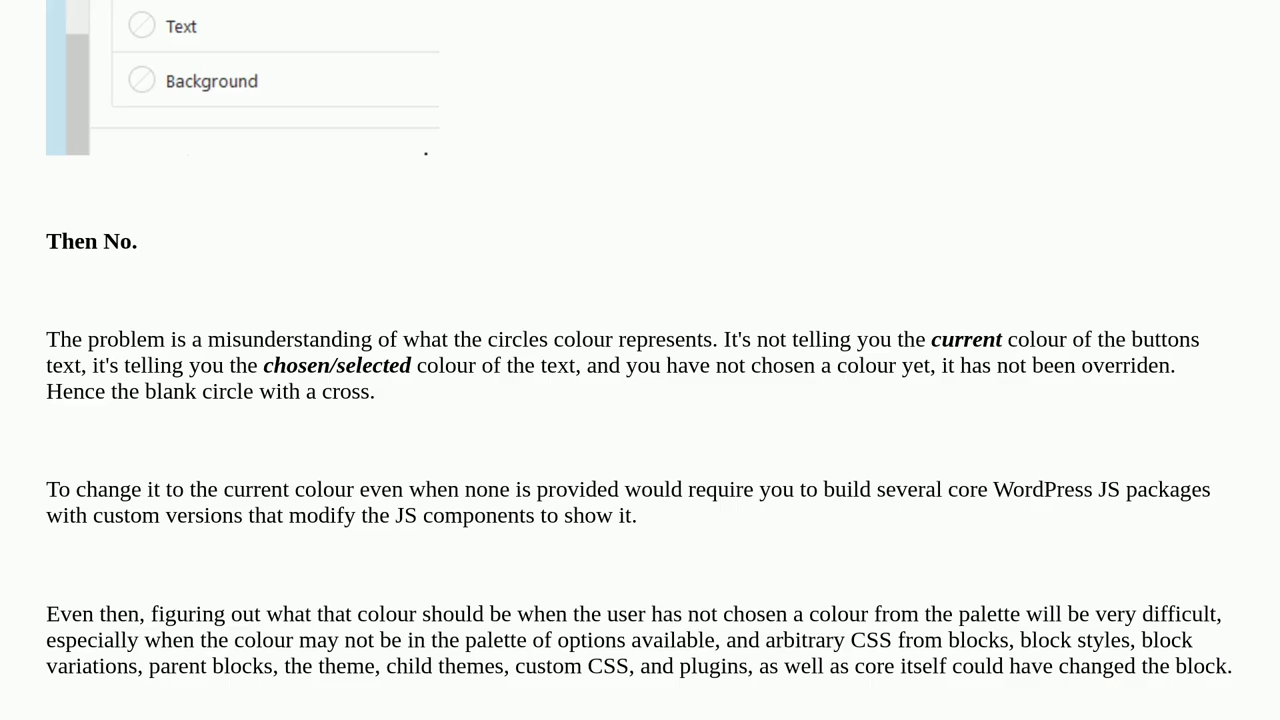 Text
Background
Then No.
The problem is a misunderstanding of what the circles colour represents. It's not telling you the current colour of the buttons
text, it's telling you the chosen/selected colour of the text, and you have not chosen a colour yet, it has not been overriden.
Hence the blank circle with a cross.
To change it to the current colour even when none is provided would require you to build several core WordPress JS packages
with custom versions that modify the JS components to show it.
Even then, figuring out what that colour should be when the user has not chosen a colour from the palette will be very difficult,
especially when the colour may not be in the palette of options available, and arbitrary CSS from blocks, block styles, block
variations, parent blocks, the theme, child themes, custom CSS, and plugins, as well as core itself could have changed the block.